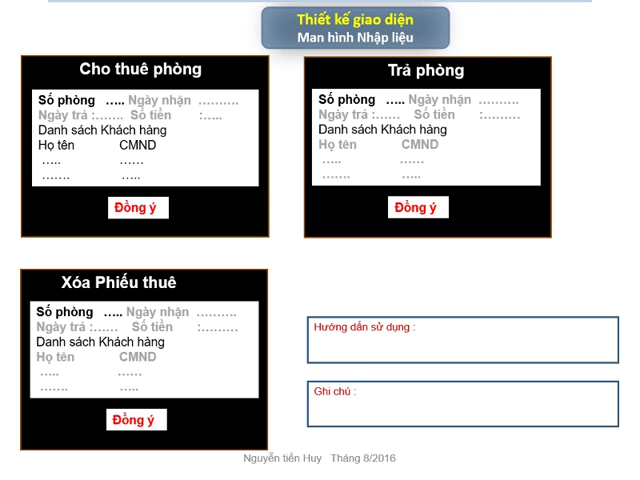 Thiết kế giao diện
Man hình Nhập liệu
Cho thuê phòng
Số phòng ..... Ngày nhận ..........
Ngày trả :....... Số tiền :.....
Danh sách Khách hàng
Họ tên CMND
..... ......
....... .....
Đồng ý
Trả phòng
Số phòng ..... Ngày nhận ..........
Ngày trả :...... Số tiền :.........
Danh sách Khách hàng
Họ tên CMND
..... ......
....... .....
Đồng ý
Xóa Phiếu thuê
Số phòng ..... Ngày nhận ..........
Ngày trả :...... Số tiền :.........
Danh sách Khách hàng
Họ tên CMND
..... ......
....... .....
Đồng ý
Hướng dẩn sử dụng :
Ghi chú :
Nguyễn tiến Huy Tháng 8/2016